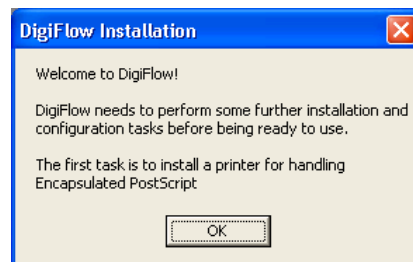 DigiFlow Installation
Welcome to DigiFlow!
DigiFlow needs to perform some further installation and
configuration tasks before being ready to use.
The first task is to install a printer for handling
Encapsulated PostScript
OK